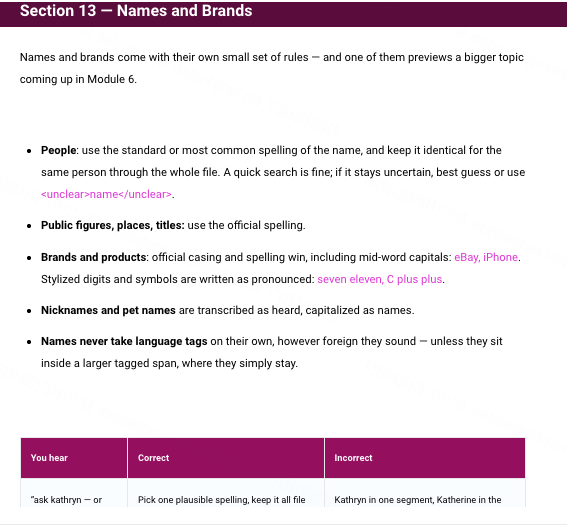 Section 13 — Names and Brands
Names and brands come with their own small set of rules — and one of them previews a bigger topic
coming up in Module 6.
• People: use the standard or most common spelling of the name, and keep it identical for the
same person through the whole file. A quick search is fine; if it stays uncertain, best guess or use
<unclear>name</unclear>.
• Public figures, places, titles: use the official spelling.
• Brands and products: official casing and spelling win, including mid-word capitals: eBay, iPhone.
Stylized digits and symbols are written as pronounced: seven eleven, C plus plus.
• Nicknames and pet names are transcribed as heard, capitalized as names.
• Names never take language tags on their own, however foreign they sound — unless they sit
inside a larger tagged span, where they simply stay.
You hear Correct Incorrect
"ask kathryn — or Pick one plausible spelling, keep it all file Kathryn in one segment, Katherine in the